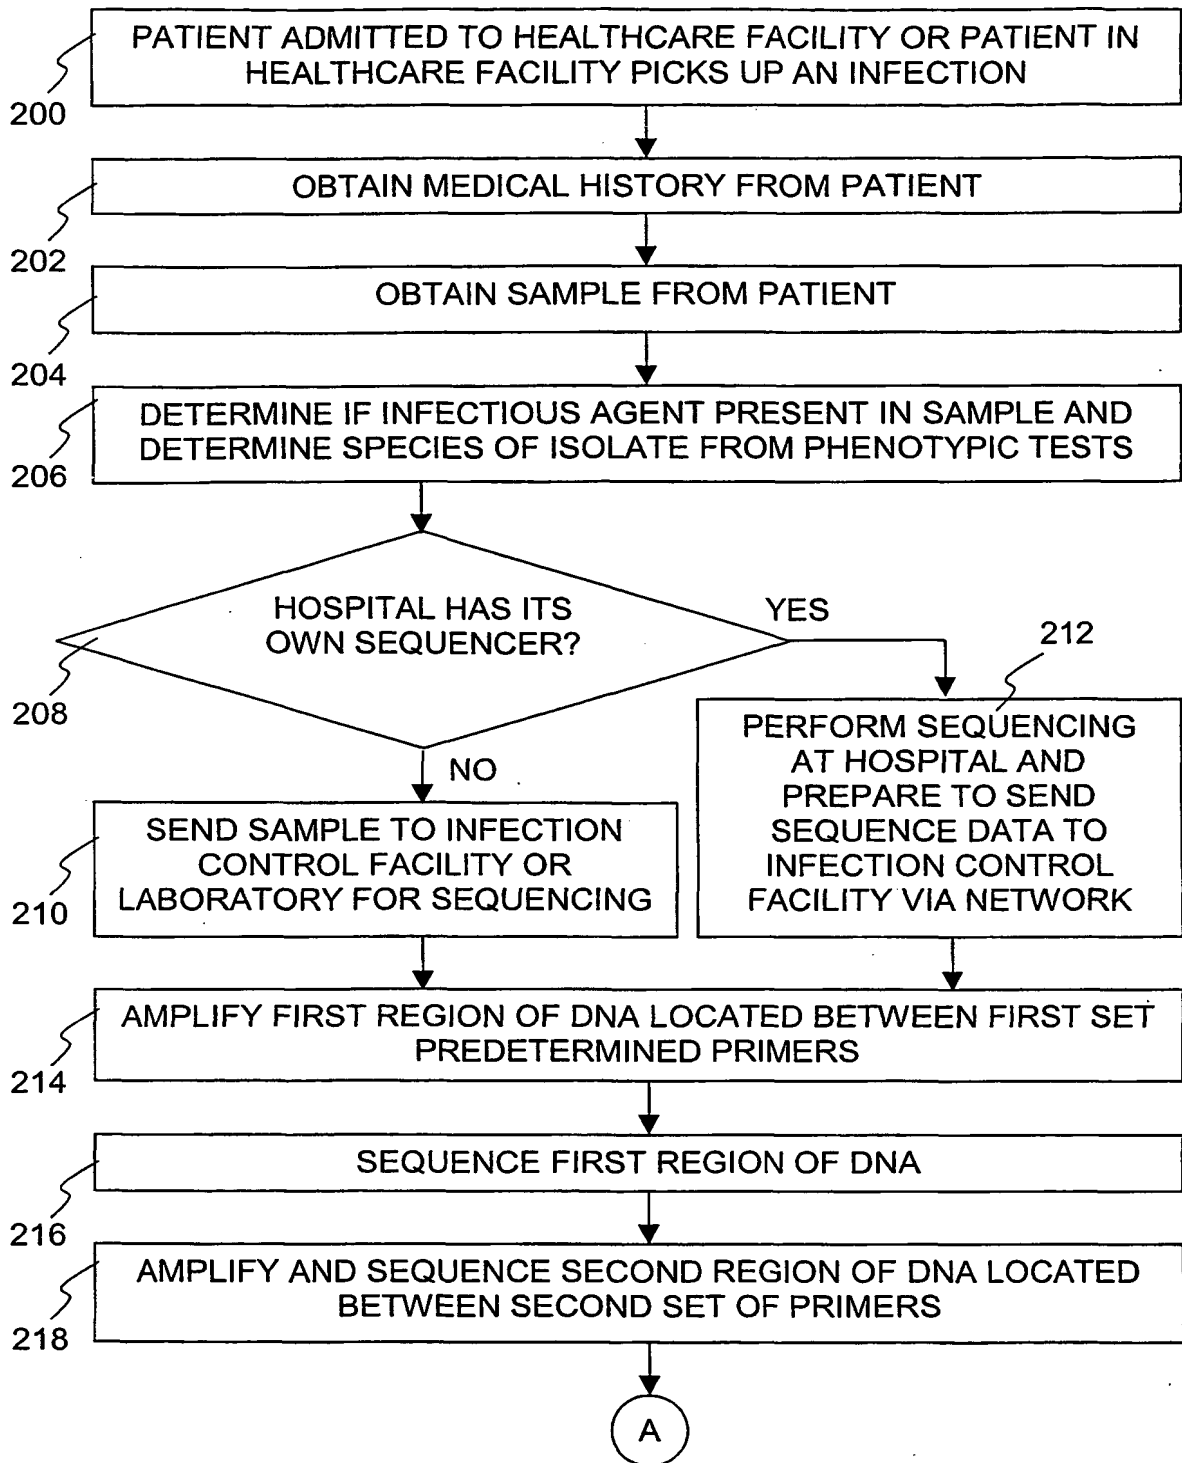 PATIENT ADMITTED TO HEALTHCARE FACILITY OR PATIENT IN
HEALTHCARE FACILITY PICKS UP AN INFECTION
200
OBTAIN MEDICAL HISTORY FROM PATIENT
202
OBTAIN SAMPLE FROM PATIENT
204
DETERMINE IF INFECTIOUS AGENT PRESENT IN SAMPLE AND
DETERMINE SPECIES OF ISOLATE FROM PHENOTYPIC TESTS
206
HOSPITAL HAS ITS
OWN SEQUENCER?
YES
208
212
NO
PERFORM SEQUENCING
AT HOSPITAL AND
PREPARE TO SEND
SEQUENCE DATA TO
INFECTION CONTROL
FACILITY VIA NETWORK
SEND SAMPLE TO INFECTION
CONTROL FACILITY OR
LABORATORY FOR SEQUENCING
210
AMPLIFY FIRST REGION OF DNA LOCATED BETWEEN FIRST SET
PREDETERMINED PRIMERS
214
SEQUENCE FIRST REGION OF DNA
216
AMPLIFY AND SEQUENCE SECOND REGION OF DNA LOCATED
BETWEEN SECOND SET OF PRIMERS
218
A